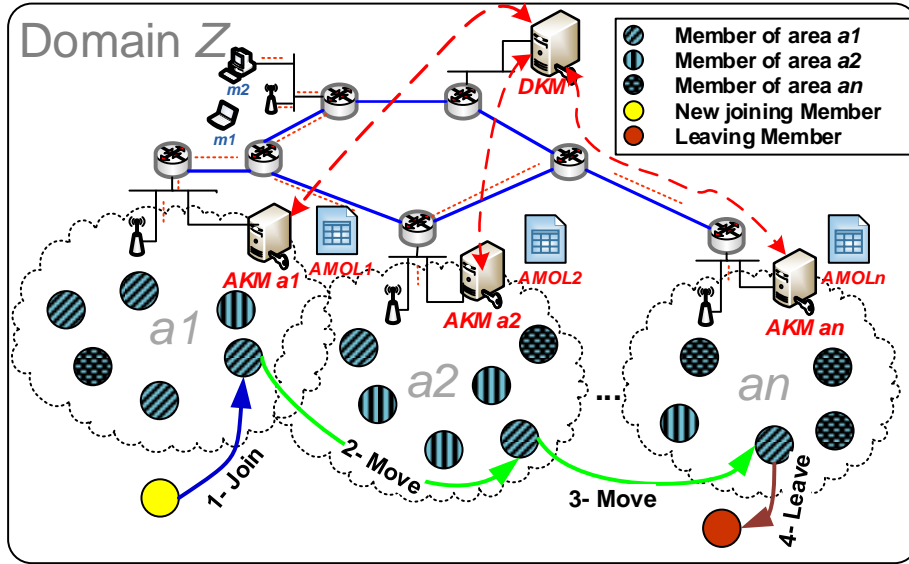 Domain Z
DKM
m2
m1
Member of area a1
Member of area a2
Member of area an
New joining Member
Leaving Member
AKM a1
AMOL1
AKM a2
AMOL2
AKM an
AMOLn
a1
a2
...
an
1- Join
2- Move
3- Move
4- Leave